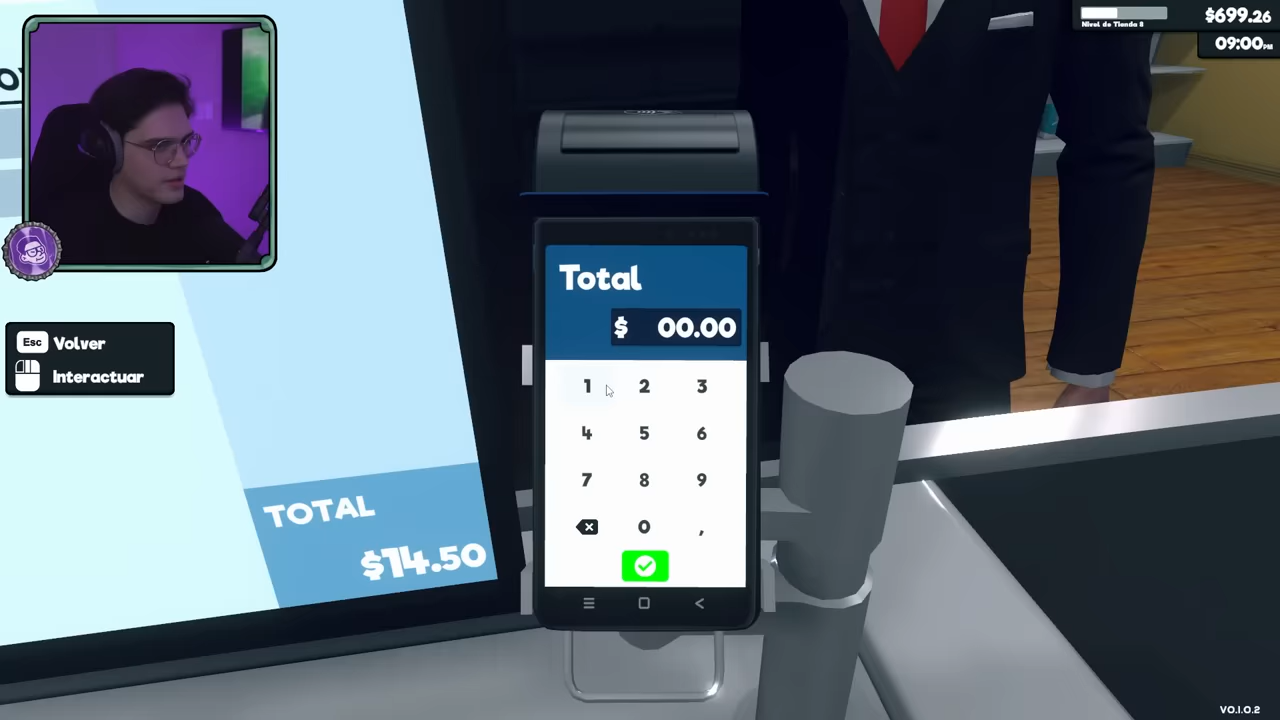 $699.26
Nivel de Tienda 8
09:00PM
Esc Volver
Interactuar
Total
$ 00.00
1 2 3
4 5 6
7 8 9
0 ,
TOTAL
$14.50
V0.1.0.2